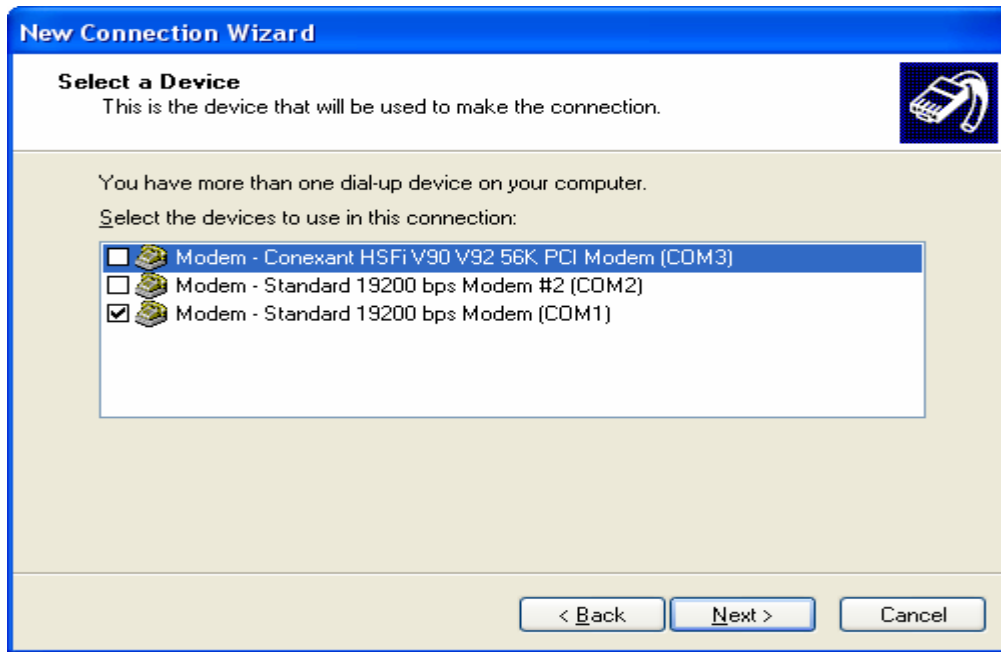 New Connection Wizard
Select a Device
This is the device that will be used to make the connection.
You have more than one dial-up device on your computer.
Select the devices to use in this connection:
Modem - Conexant HSFi V90 V92 56K PCI Modem (COM3)
Modem - Standard 19200 bps Modem #2 (COM2)
Modem - Standard 19200 bps Modem (COM1)
< Back
Next >
Cancel